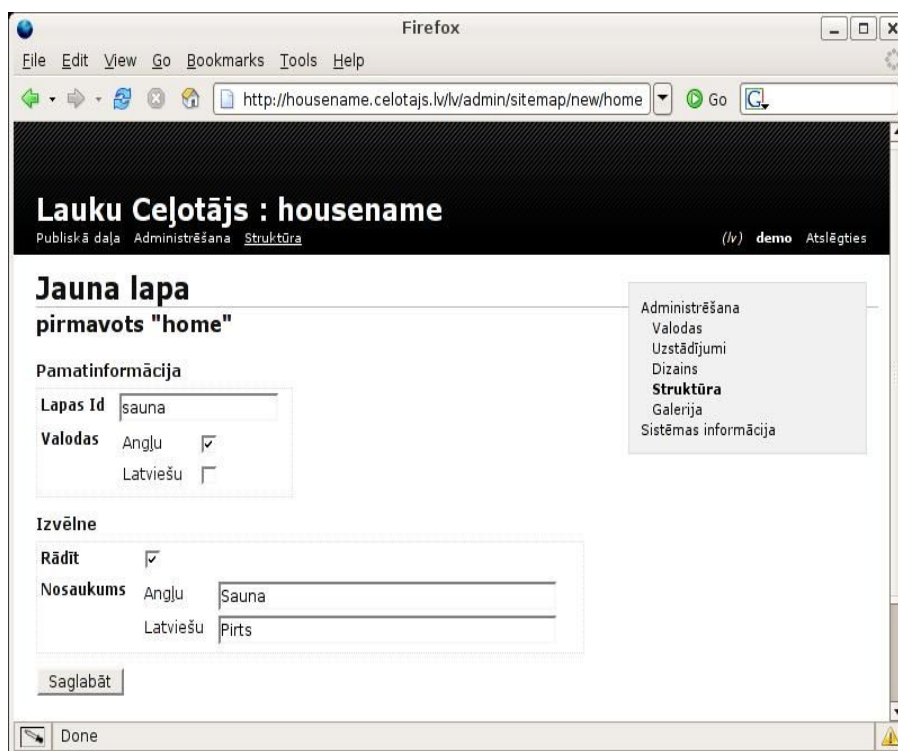 Firefox
File Edit View Go Bookmarks Tools Help
http://housename.celotajs.lv/lv/admin/sitemap/new/home Go G
Lauku Ceļotājs : housename
Publiskā daļa Administrēšana Struktūra (lv) demo Atslēgties
Jauna lapa
pirmavots "home"
Administrēšana
Valodas
Uzstādījumi
Dizains
Struktūra
Galerija
Sistēmas informācija
Pamatinformācija
Lapas Id sauna
Valodas Angļu
Latviešu
Izvēlne
Rādīt
Nosaukums Angļu Sauna
Latviešu Pirts
Saglabāt
Done